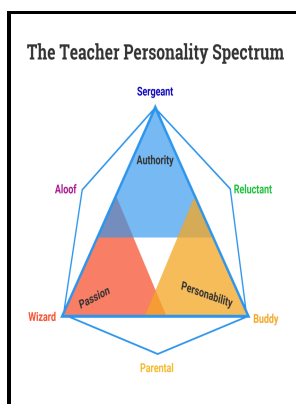 The Teacher Personality Spectrum
Sergeant
Authority
Aloof
Reluctant
Passion
Personability
Wizard
Buddy
Parental